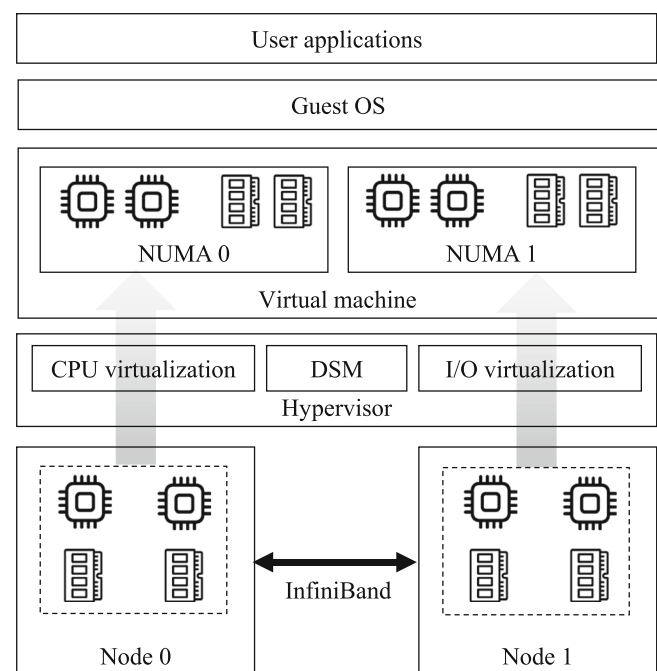 User applications
Guest OS
NUMA 0
NUMA 1
Virtual machine
CPU virtualization
DSM
I/O virtualization
Hypervisor
InfiniBand
Node 0
Node 1